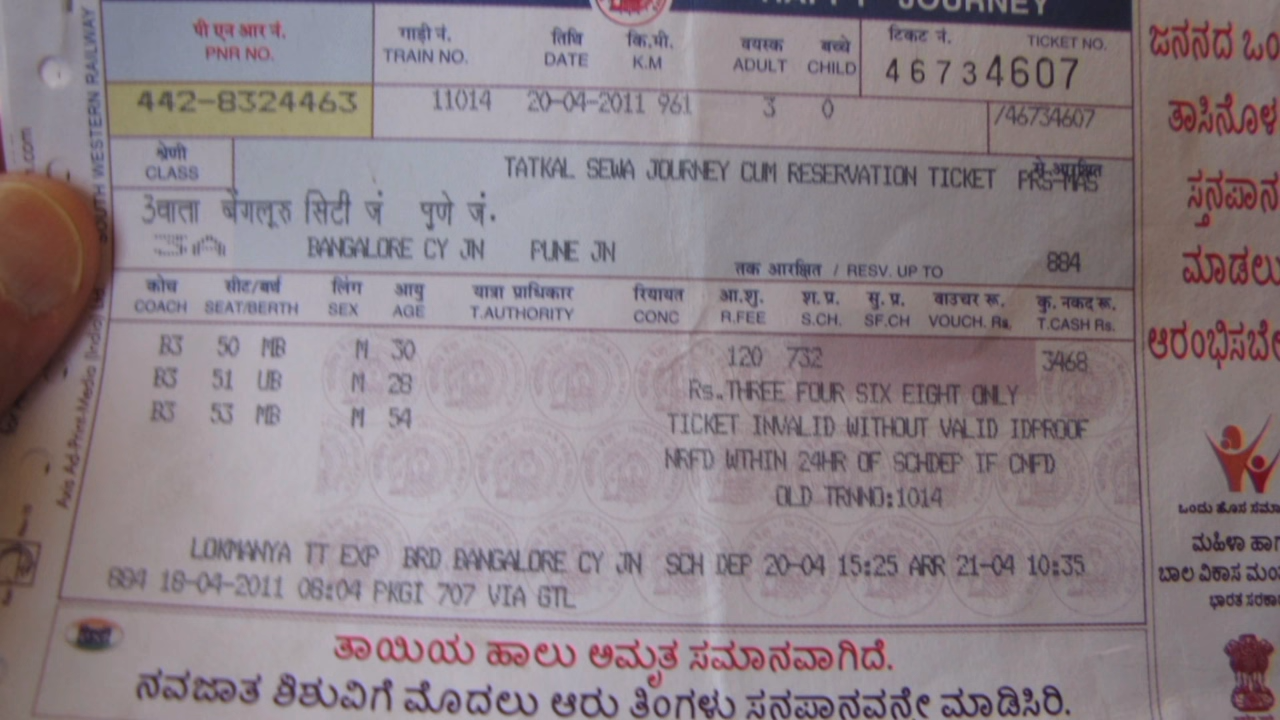 JOURNEY
पी एन आर नं. गाड़ी नं. तिथि कि.मी. वयस्क बच्चे टिकट नं.
PNR NO. TRAIN NO. DATE K.M ADULT CHILD TICKET NO.
46734607
442-8324463 11014 20-04-2011 961 3 0 /46734607
श्रेणी
CLASS TATKAL SEWA JOURNEY CUM RESERVATION TICKET PRS-MAS
3वाता बेंगलूरु सिटी जं पुणे जं.
3A BANGALORE CY JN PUNE JN
तक आरक्षित / RESV. UP TO 884
कोच सीट/बर्थ लिंग आयु यात्रा प्राधिकार रियायत आ.शु. श.प्र. सु.प्र. वाउचर रू. कु. नकद रू.
COACH SEAT/BERTH SEX AGE T.AUTHORITY CONC R.FEE S.CH. SF.CH VOUCH. Rs. T.CASH Rs.
B3 50 MB M 30 120 732 3468
B3 51 UB M 28 Rs.THREE FOUR SIX EIGHT ONLY
B3 53 MB M 54 TICKET INVALID WITHOUT VALID IDPROOF
NRFD WTHIN 24HR OF SCHDEP IF CNFD
OLD TRNNO:1014
LOKMANYA TT EXP BRD BANGALORE CY JN SCH DEP 20-04 15:25 ARR 21-04 10:35
884 18-04-2011 08:04 PKGI 707 VIA GTL
ತಾಯಿಯ ಹಾಲು ಅಮೃತ ಸಮಾನವಾಗಿದೆ.
ನವಜಾತ ಶಿಶುವಿಗೆ ಮೊದಲು ಆರು ತಿಂಗಳು ಸ್ತನಪಾನವನ್ನೇ ಮಾಡಿಸಿರಿ.
SOUTH WESTERN RAILWAY
ಜನನದ
ಸ್ತನಪಾನ
ಒಂದು ಹೊಸ
ಮಹಿಳಾ
ಬಾಲ ವಿಕಾಸ
ಭಾರತ